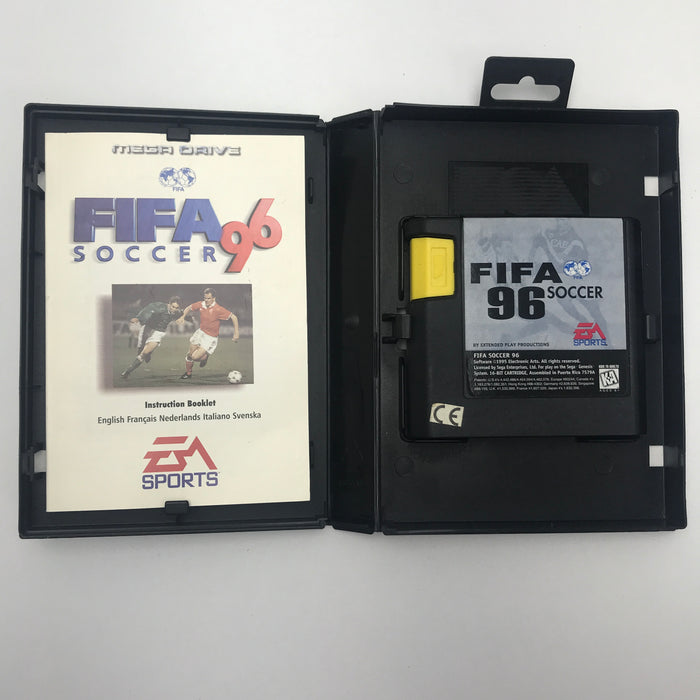 MEGA DRIVE
FIFA
FIFA 96
SOCCER
Instruction Booklet
English Français Nederlands Italiano Svenska
EA
SPORTS
FIFA
96 SOCCER
EA
SPORTS
BY EXTENDED PLAY PRODUCTIONS
FIFA SOCCER 96
Software ©1995 Electronic Arts. All rights reserved.
Licensed by Sega Enterprises, Ltd. For play on the Sega Genesis
System. 16-BIT CARTRIDGE, Assembled in Puerto Rico 7579A
K-A
CE